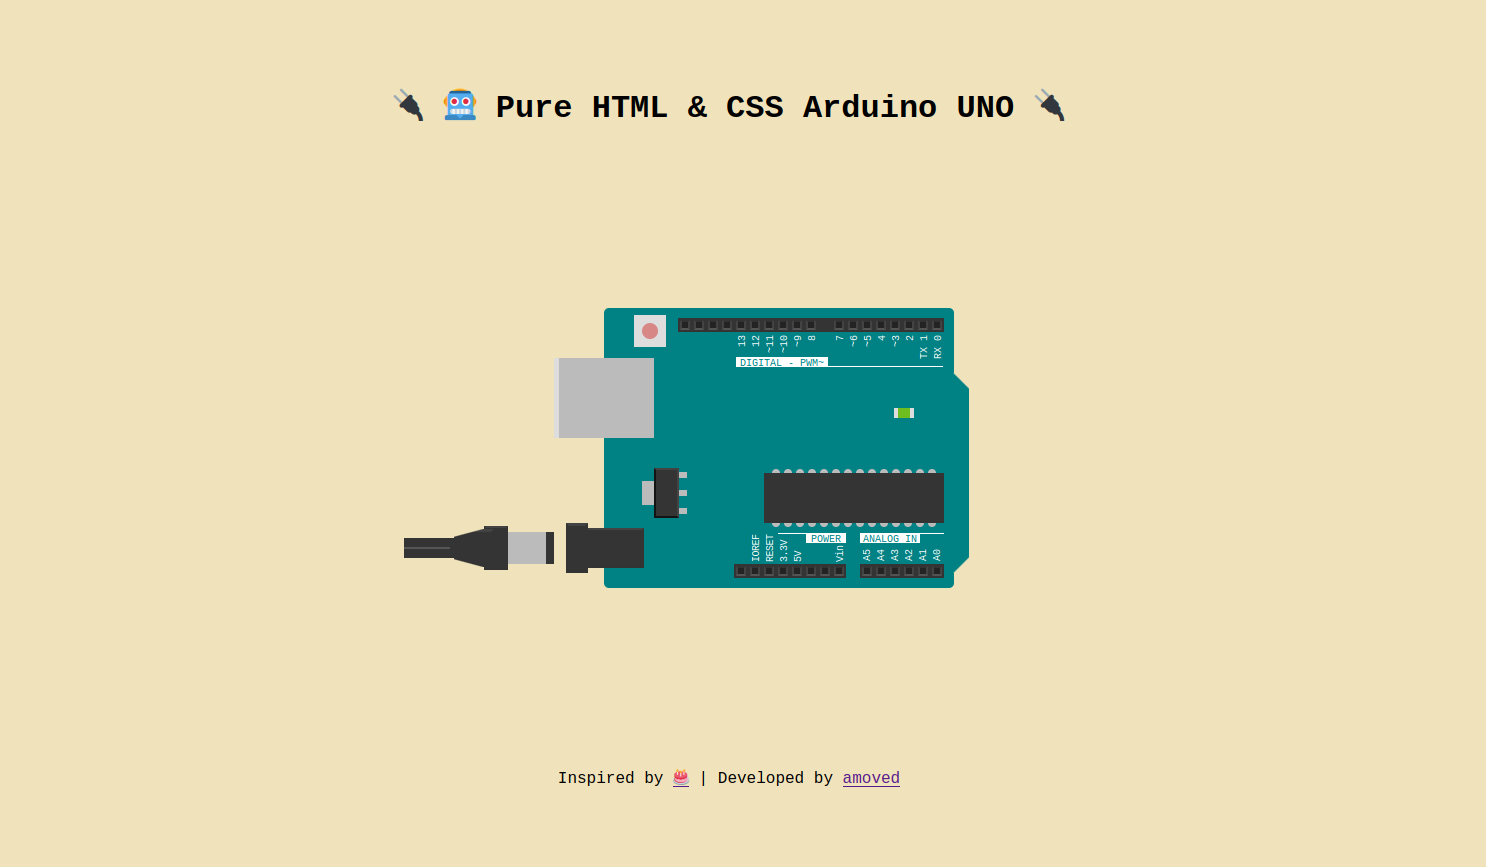 🔌 🤖 Pure HTML & CSS Arduino UNO 🔌
13 12 ~11 ~10 ~9 8 7 ~6 ~5 4 ~3 2 TX 1 RX 0
DIGITAL - PWM~
POWER ANALOG IN
IOREF RESET 3.3V 5V Vin A5 A4 A3 A2 A1 A0
Inspired by 🎂 | Developed by amoved